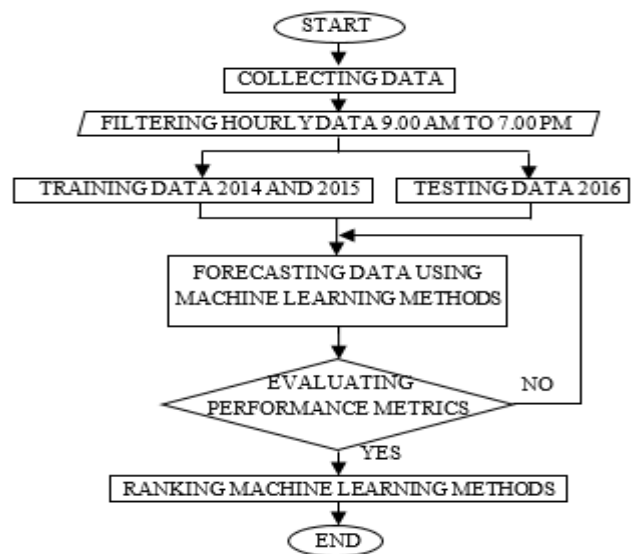 START
COLLECTING DATA
FILTERING HOURLY DATA 9.00 AM TO 7.00 PM
TRAINING DATA 2014 AND 2015
TESTING DATA 2016
FORECASTING DATA USING
MACHINE LEARNING METHODS
EVALUATING
PERFORMANCE METRICS
NO
YES
RANKING MACHINE LEARNING METHODS
END